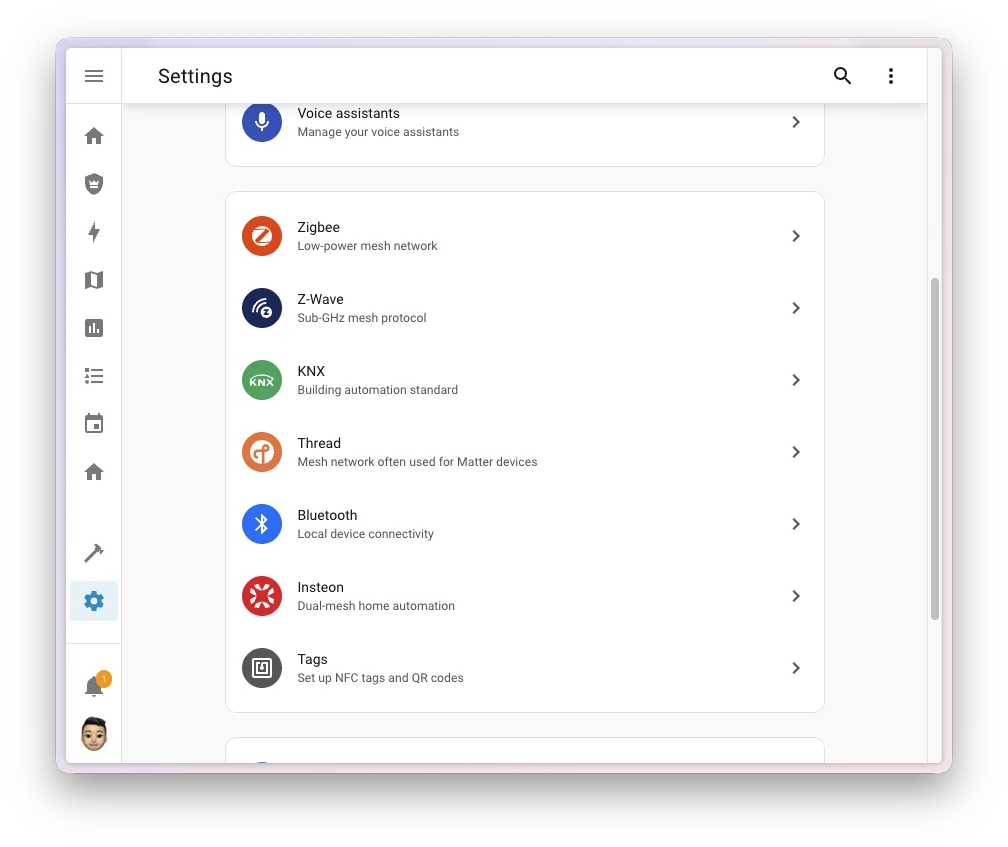 Settings
Voice assistants
Manage your voice assistants
Zigbee
Low-power mesh network
Z-Wave
Sub-GHz mesh protocol
KNX
KNX
Building automation standard
Thread
Mesh network often used for Matter devices
Bluetooth
Local device connectivity
Insteon
Dual-mesh home automation
1
Tags
Set up NFC tags and QR codes